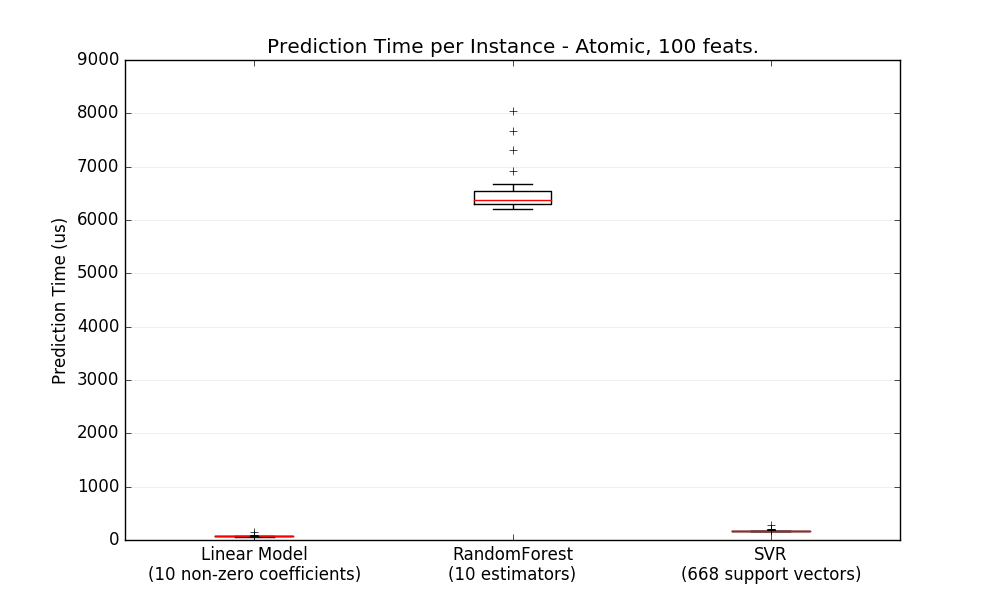 Prediction Time per Instance - Atomic, 100 feats.
9000
8000
7000
6000
5000
4000
3000
2000
1000
0
Prediction Time (us)
Linear Model
(10 non-zero coefficients)
RandomForest
(10 estimators)
SVR
(668 support vectors)